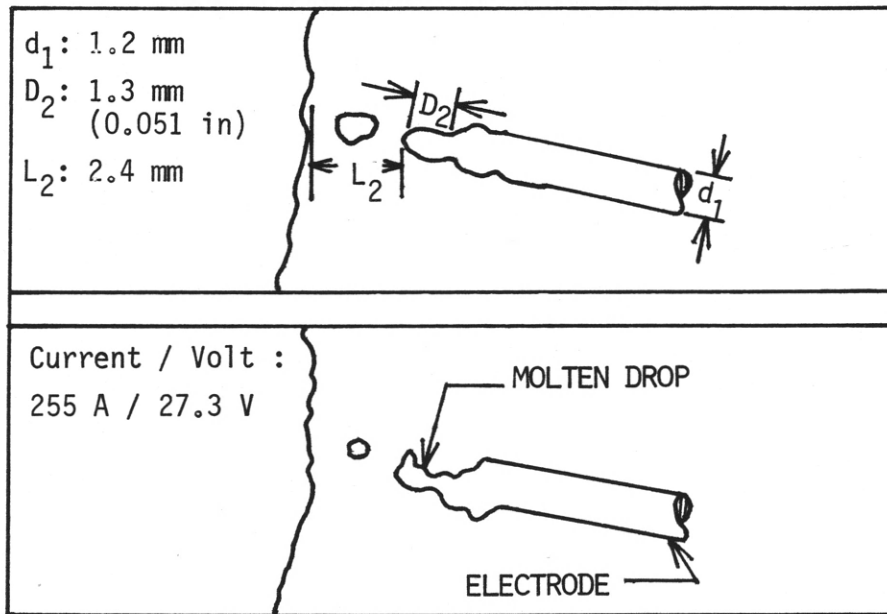 d₁: 1.2 mm
D₂: 1.3 mm
(0.051 in)
L₂: 2.4 mm
D₂
L₂
d₁
Current / Volt :
255 A / 27.3 V
MOLTEN DROP
ELECTRODE